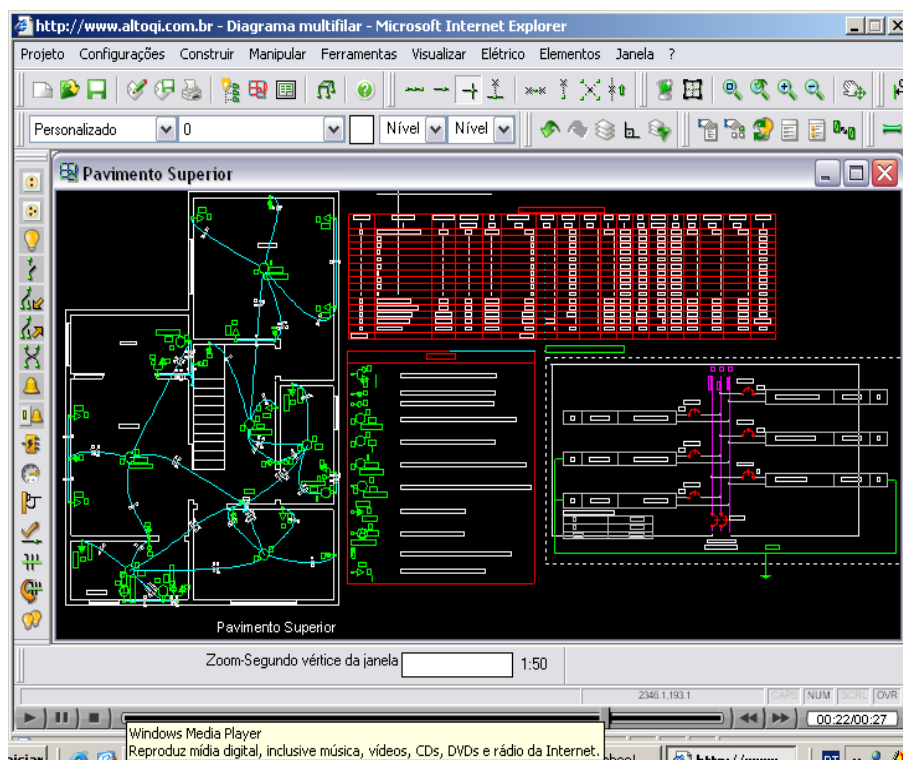 http://www.altoqi.com.br - Diagrama multifilar - Microsoft Internet Explorer
Projeto Configurações Construir Manipular Ferramentas Visualizar Elétrico Elementos Janela ?
Personalizado 0 Nível Nível
Pavimento Superior
Pavimento Superior
Zoom-Segundo vértice da janela 1:50
2346.1,193.1 CAPS NUM SCRL OVR
00:22/00:27
Windows Media Player
Reproduz mídia digital, inclusive música, vídeos, CDs, DVDs e rádio da Internet.
http://www PT